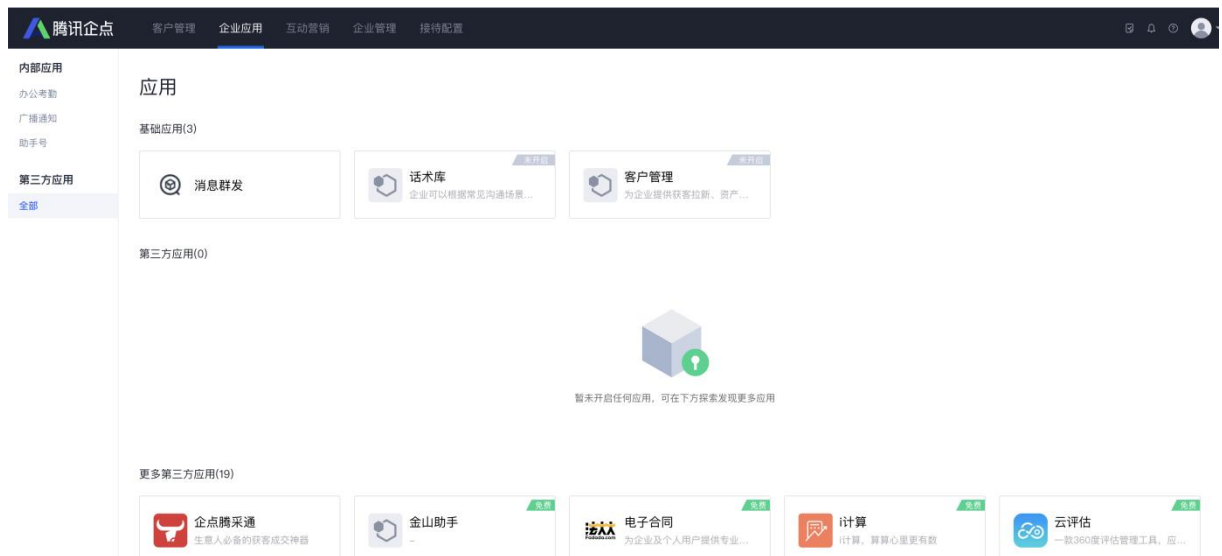 腾讯企点 客户管理 企业应用 互动营销 企业管理 接待配置
内部应用
办公考勤
广播通知
助手号
第三方应用
全部
应用
基础应用(3)
消息群发
未开启
话术库
企业可以根据常见沟通场景...
未开启
客户管理
为企业提供获客拉新、资产...
第三方应用(0)
暂未开启任何应用，可在下方探索发现更多应用
更多第三方应用(19)
企点腾采通
生意人必备的获客成交神器
免费
金山助手
-
免费
法大大
Fadada.com
电子合同
为企业及个人用户提供专业...
免费
i计算
i计算，算算心里更有数
免费
云评估
一款360度评估管理工具，应...